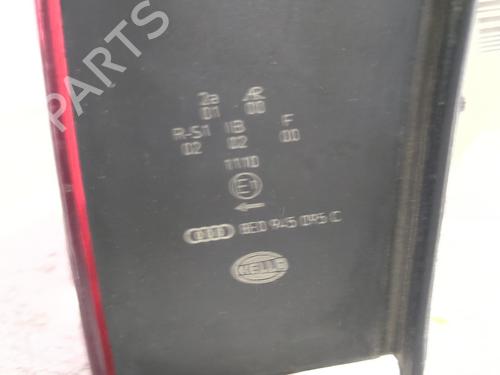 PARTS
2a AR
01 00
R-S1 IB F
02 02 00
1110
E1
8E0 945 095 C
HELLA